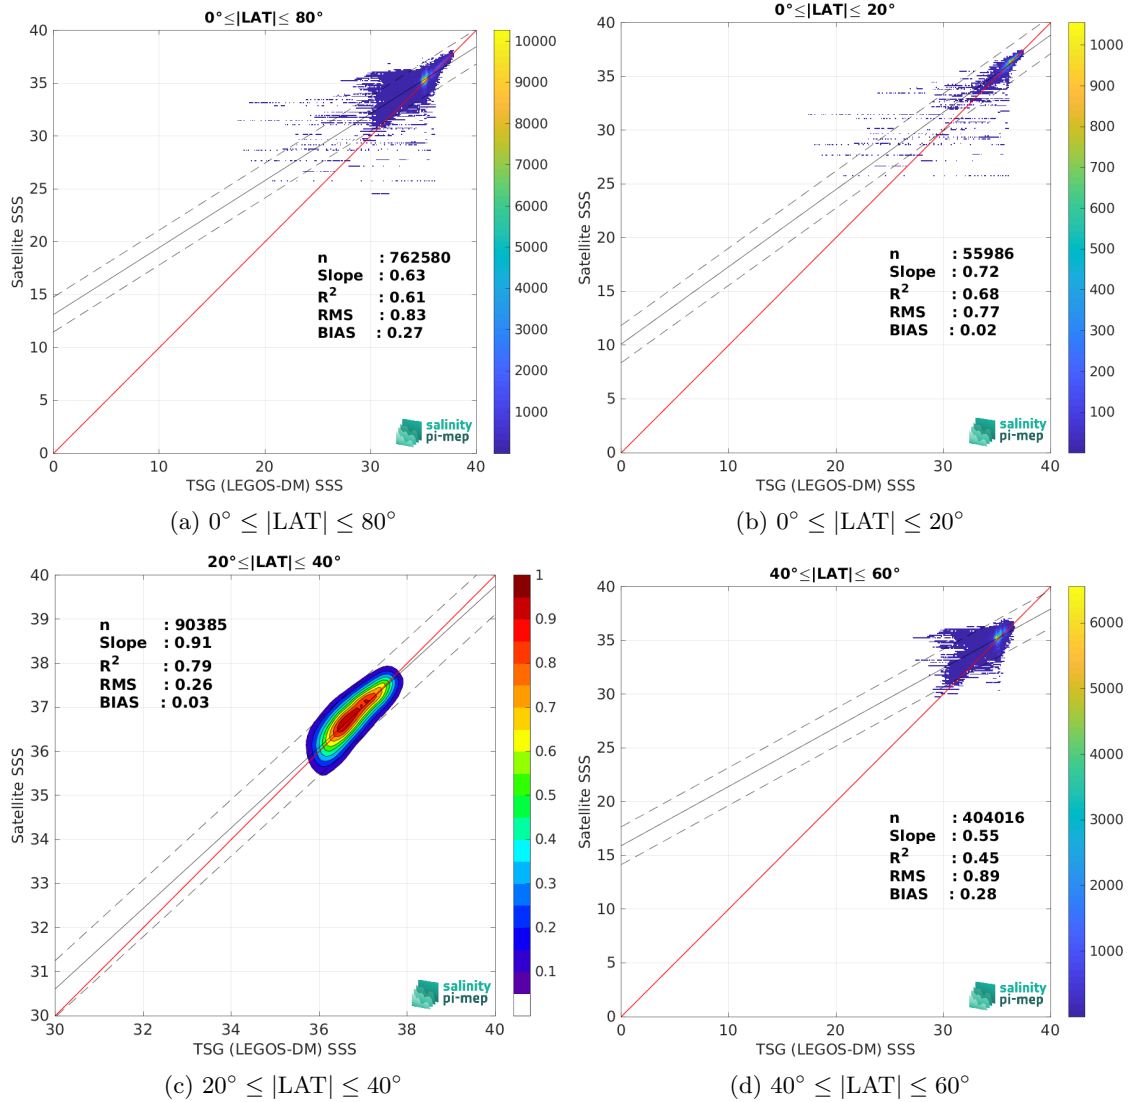 0°≤|LAT|≤ 80°
40
35
30
25
20
15
10
5
0
0
10
20
30
40
Satellite SSS
TSG (LEGOS-DM) SSS
n : 762580
Slope : 0.63
R² : 0.61
RMS : 0.83
BIAS : 0.27
salinity
pi-mep
10000
9000
8000
7000
6000
5000
4000
3000
2000
1000
(a) 0° ≤ |LAT| ≤ 80°
0°≤|LAT|≤ 20°
40
35
30
25
20
15
10
5
0
0
10
20
30
40
Satellite SSS
TSG (LEGOS-DM) SSS
n : 55986
Slope : 0.72
R² : 0.68
RMS : 0.77
BIAS : 0.02
salinity
pi-mep
1000
900
800
700
600
500
400
300
200
100
(b) 0° ≤ |LAT| ≤ 20°
20°≤|LAT|≤ 40°
40
39
38
37
36
35
34
33
32
31
30
30
32
34
36
38
40
Satellite SSS
TSG (LEGOS-DM) SSS
n : 90385
Slope : 0.91
R² : 0.79
RMS : 0.26
BIAS : 0.03
salinity
pi-mep
1
0.9
0.8
0.7
0.6
0.5
0.4
0.3
0.2
0.1
(c) 20° ≤ |LAT| ≤ 40°
40°≤|LAT|≤ 60°
40
35
30
25
20
15
10
5
0
0
10
20
30
40
Satellite SSS
TSG (LEGOS-DM) SSS
n : 404016
Slope : 0.55
R² : 0.45
RMS : 0.89
BIAS : 0.28
salinity
pi-mep
6000
5000
4000
3000
2000
1000
(d) 40° ≤ |LAT| ≤ 60°